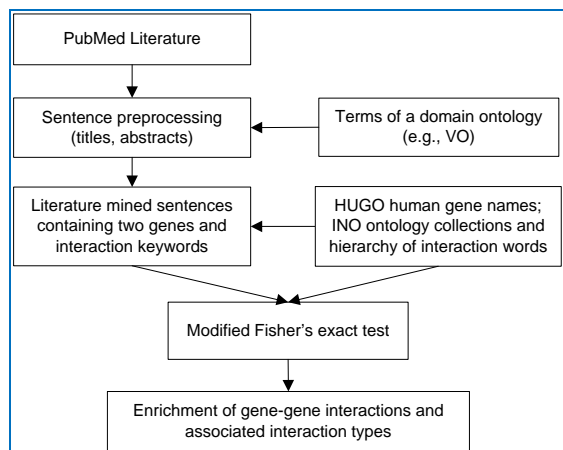 PubMed Literature
Sentence preprocessing
(titles, abstracts)
Terms of a domain ontology
(e.g., VO)
Literature mined sentences
containing two genes and
interaction keywords
HUGO human gene names;
INO ontology collections and
hierarchy of interaction words
Modified Fisher's exact test
Enrichment of gene-gene interactions and
associated interaction types